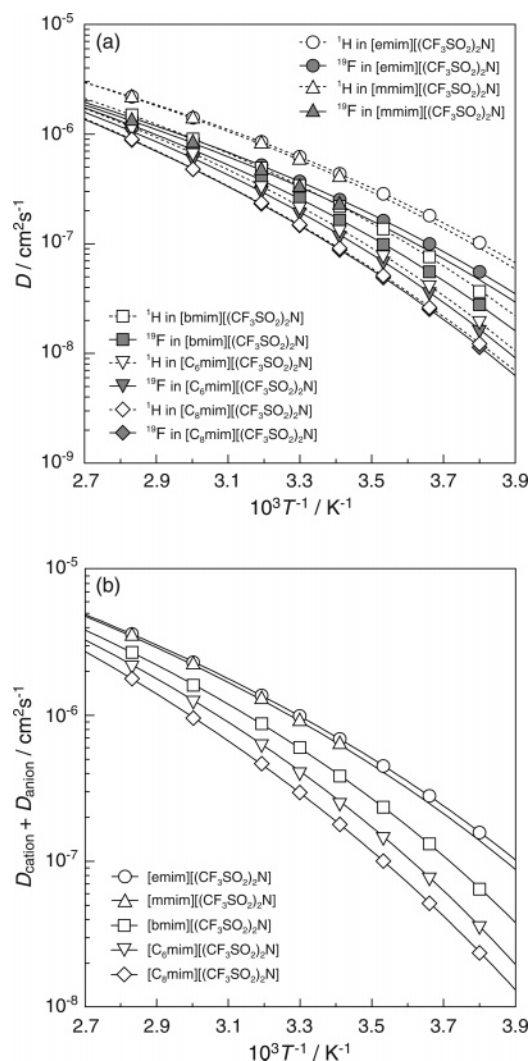 (a)
¹H in [emim][(CF₃SO₂)₂N]
¹⁹F in [emim][(CF₃SO₂)₂N]
¹H in [mmim][(CF₃SO₂)₂N]
¹⁹F in [mmim][(CF₃SO₂)₂N]
10⁻⁵
10⁻⁶
10⁻⁷
10⁻⁸
10⁻⁹
D / cm²s⁻¹
¹H in [bmim][(CF₃SO₂)₂N]
¹⁹F in [bmim][(CF₃SO₂)₂N]
¹H in [C₆mim][(CF₃SO₂)₂N]
¹⁹F in [C₆mim][(CF₃SO₂)₂N]
¹H in [C₈mim][(CF₃SO₂)₂N]
¹⁹F in [C₈mim][(CF₃SO₂)₂N]
2.7 2.9 3.1 3.3 3.5 3.7 3.9
10³T⁻¹ / K⁻¹
(b)
10⁻⁵
10⁻⁶
10⁻⁷
10⁻⁸
D_cation + D_anion / cm²s⁻¹
[emim][(CF₃SO₂)₂N]
[mmim][(CF₃SO₂)₂N]
[bmim][(CF₃SO₂)₂N]
[C₆mim][(CF₃SO₂)₂N]
[C₈mim][(CF₃SO₂)₂N]
2.7 2.9 3.1 3.3 3.5 3.7 3.9
10³T⁻¹ / K⁻¹